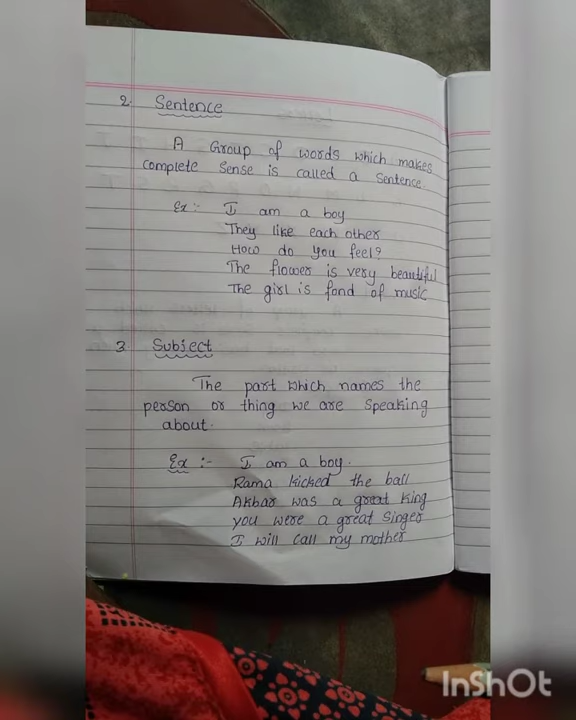 2. Sentence
A Group of words which makes
complete Sense is called a Sentence.
Ex :- I am a boy
They like each other
How do you feel?
The flower is very beautiful
The girl is fond of music
3. Subject
The part which names the
person or thing we are speaking
about.
Ex :- I am a boy.
Rama kicked the ball
Akbar was a great king
you were a great singer
I will call my mother
InShOt